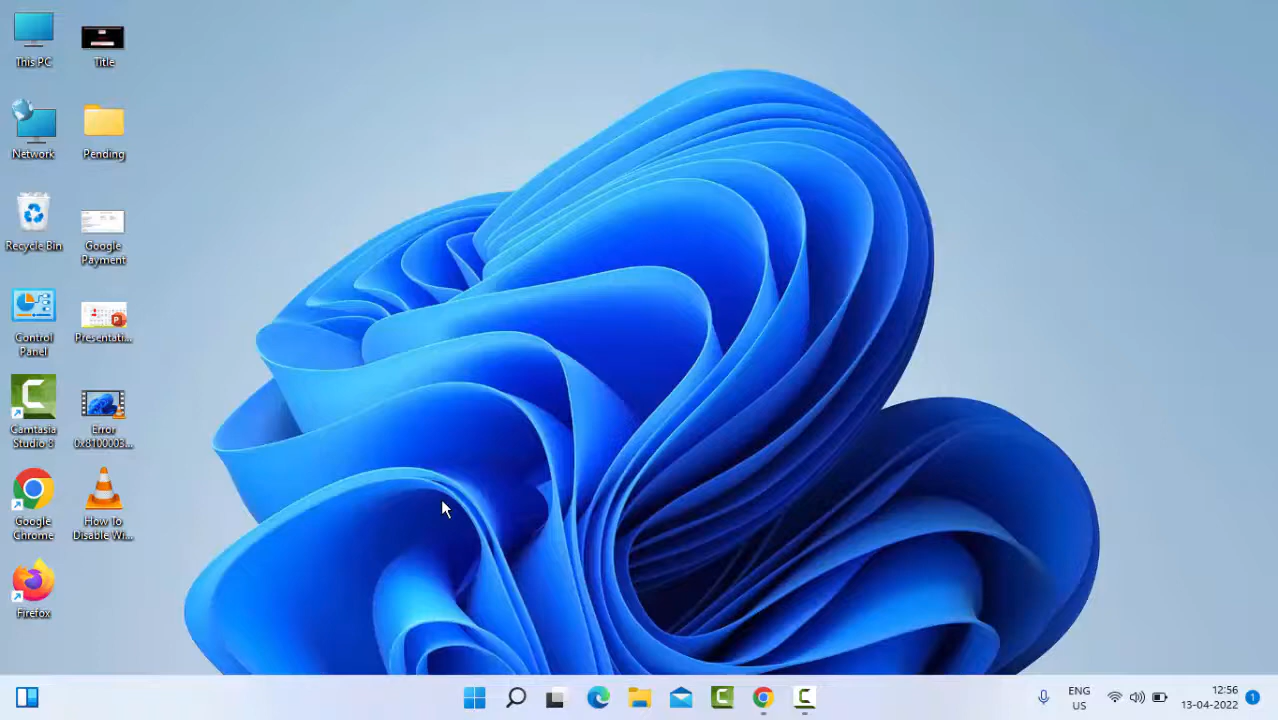 This PC
Title
Network
Pending
Recycle Bin
Google
Payment
Control
Panel
Presentati...
Camtasia
Studio 8
Error
0x8100003...
Google
Chrome
How To
Disable Wi...
Firefox
ENG
US
12:56
13-04-2022
1